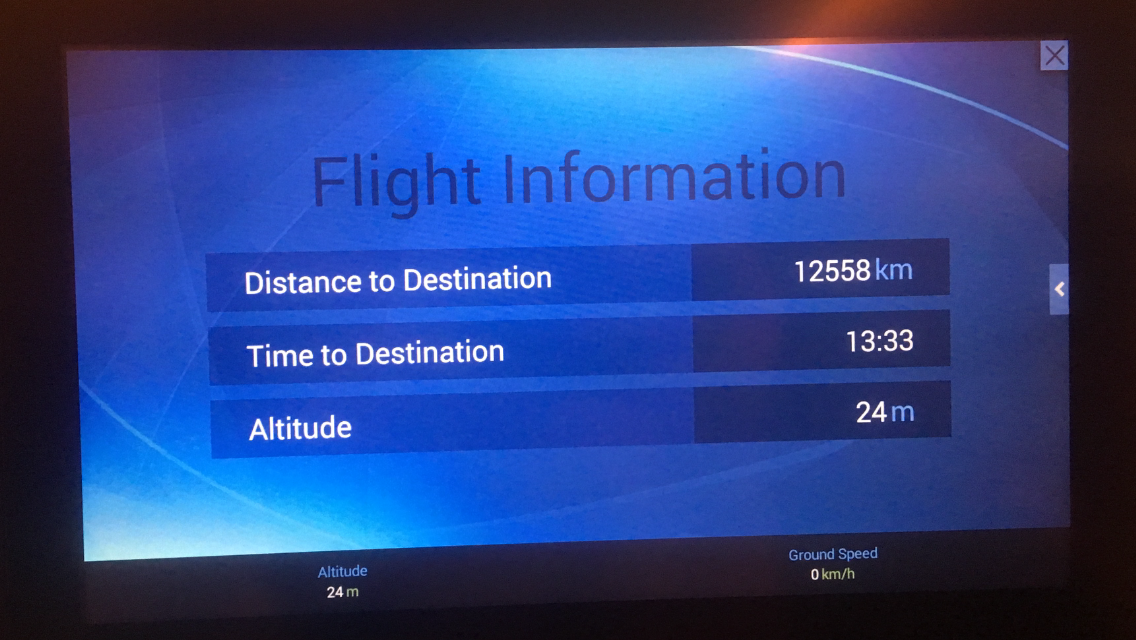 Flight Information
Distance to Destination 12558 km
Time to Destination 13:33
Altitude 24 m
Altitude Ground Speed
24 m 0 km/h